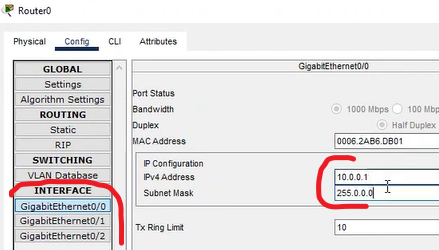 Router0
Physical Config CLI Attributes
GLOBAL
Settings
Algorithm Settings
ROUTING
Static
RIP
SWITCHING
VLAN Database
INTERFACE
GigabitEthernet0/0
GigabitEthernet0/1
GigabitEthernet0/2
GigabitEthernet0/0
Port Status
Bandwidth 1000 Mbps 100
Duplex Half Duplex
MAC Address 0006.2AB6.DB01
IP Configuration
IPv4 Address 10.0.0.1
Subnet Mask 255.0.0.0
Tx Ring Limit 10